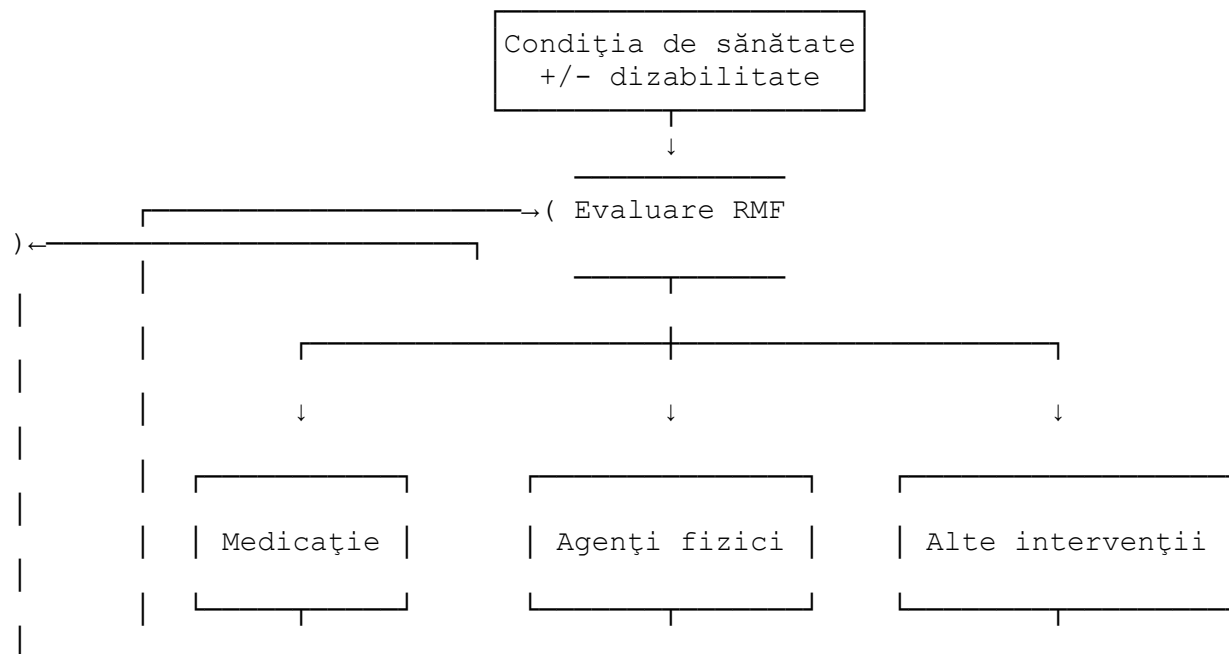 Condiţia de sănătate
+/- dizabilitate
↓
→( Evaluare RMF
)←
↓ ↓ ↓
Medicaţie Agenţi fizici Alte intervenţii